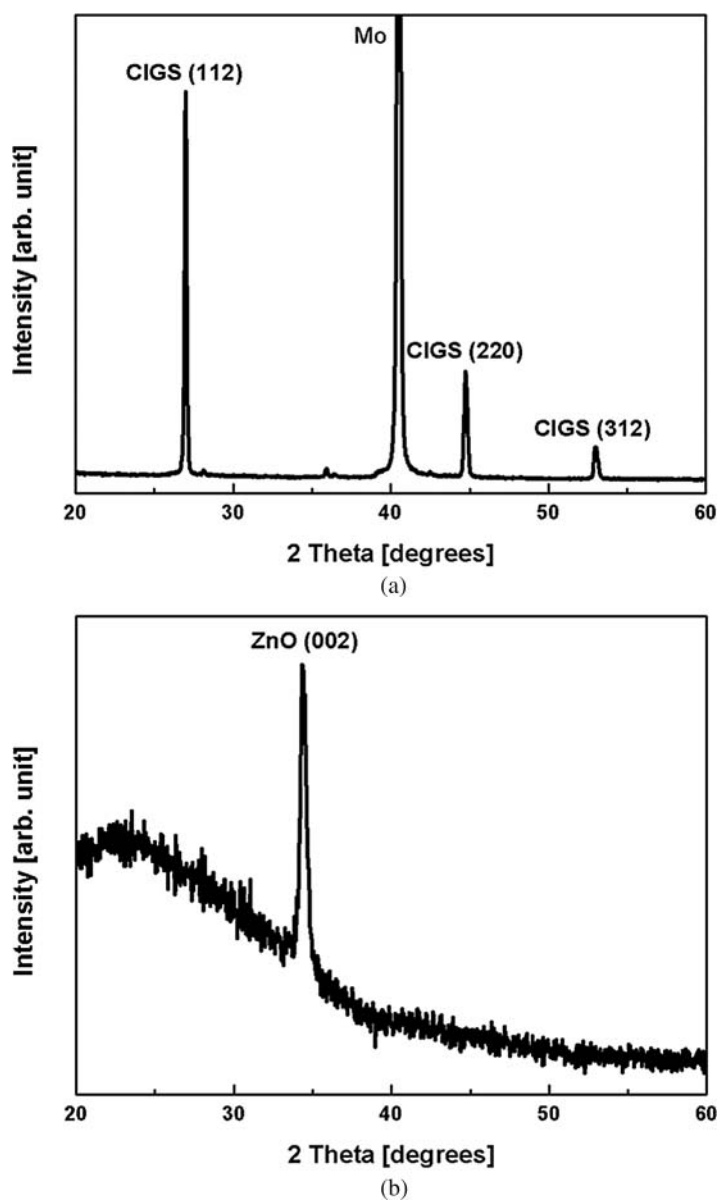 Mo
CIGS (112)
CIGS (220)
CIGS (312)
Intensity [arb. unit]
20 30 40 50 60
2 Theta [degrees]
(a)
ZnO (002)
Intensity [arb. unit]
20 30 40 50 60
2 Theta [degrees]
(b)